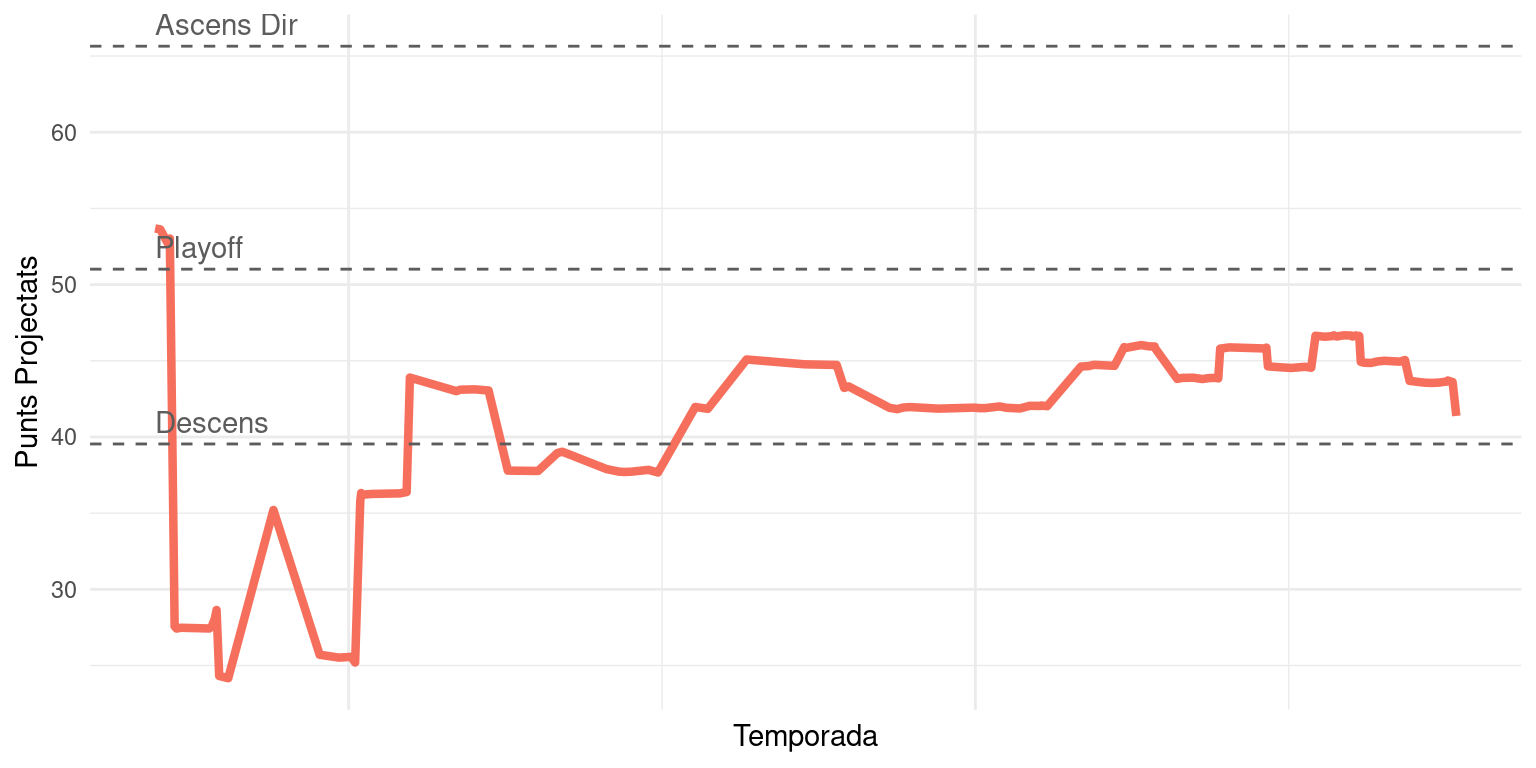 Ascens Dir
60
Playoff
50
Descens
40
30
Punts Projectats
Temporada